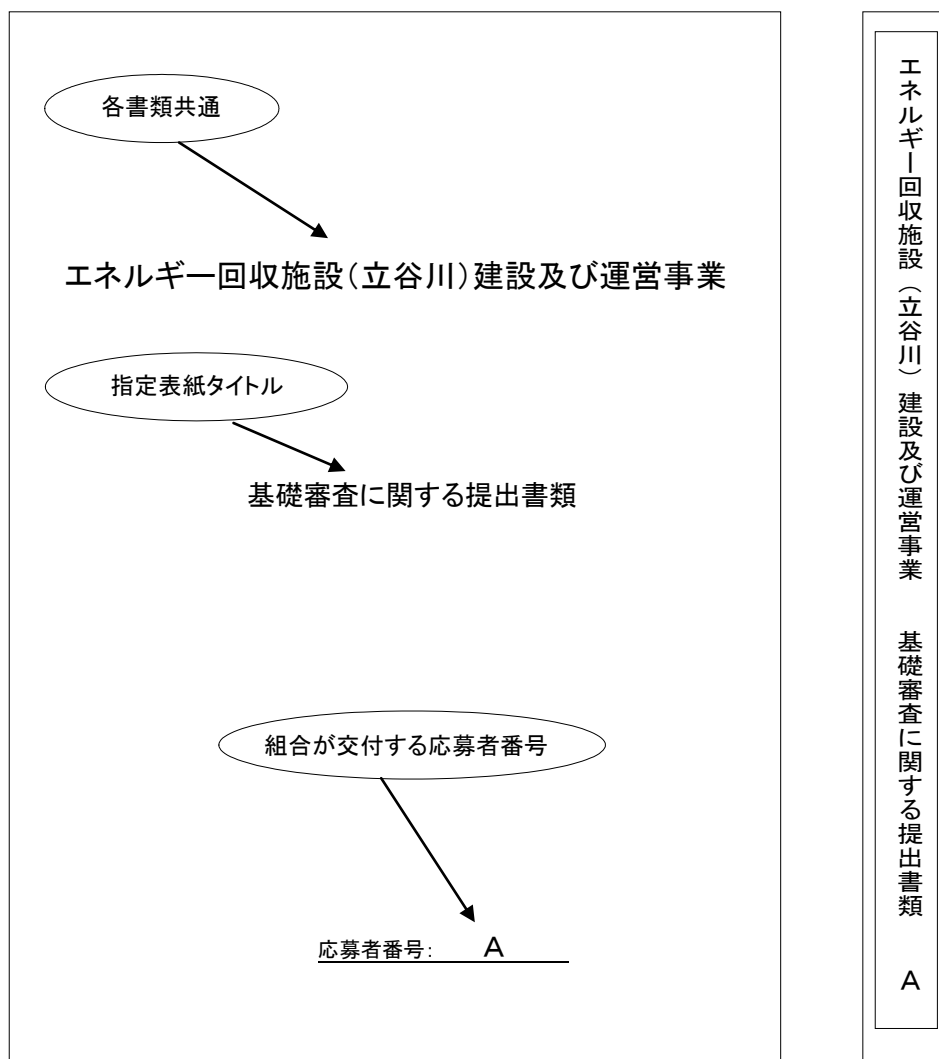 各書類共通
エネルギー回収施設（立谷川）建設及び運営事業
指定表紙タイトル
基礎審査に関する提出書類
組合が交付する応募者番号
応募者番号：　Ａ
エネルギー回収施設（立谷川）建設及び運営事業　基礎審査に関する提出書類　Ａ